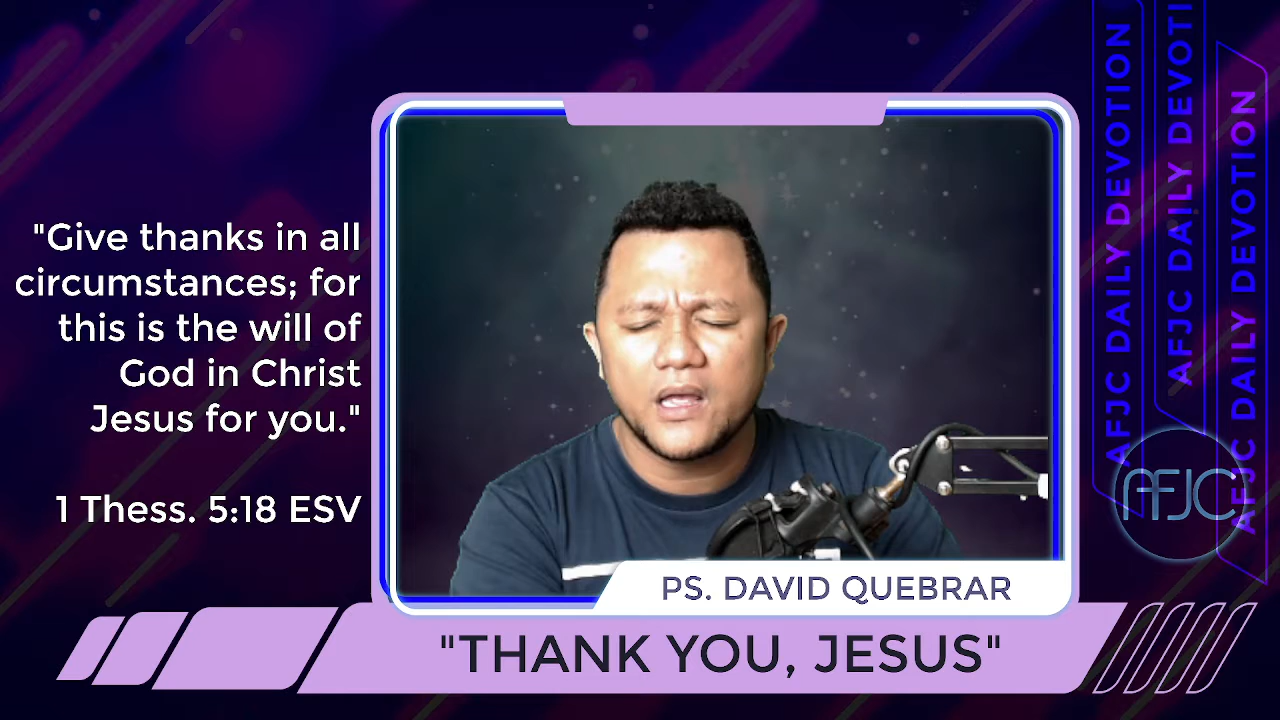 "Give thanks in all
circumstances; for
this is the will of
God in Christ
Jesus for you."
1 Thess. 5:18 ESV
PS. DAVID QUEBRAR
"THANK YOU, JESUS"
AFJC DAILY DEVOTION
AFJC DAILY DEVOTI
AFJC DAILY DEVOTION
AFJC